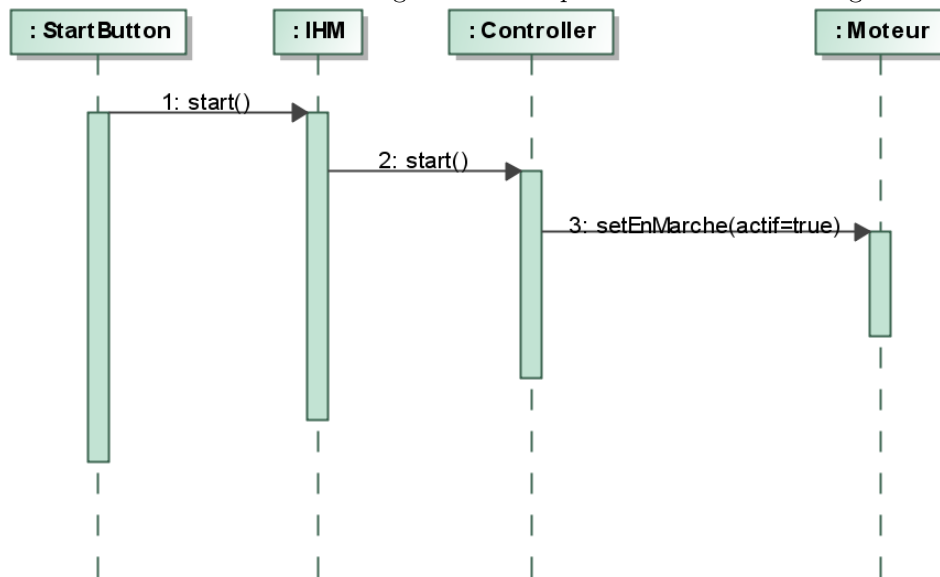 : StartButton
: IHM
: Controller
: Moteur
1: start()
2: start()
3: setEnMarche(actif=true)